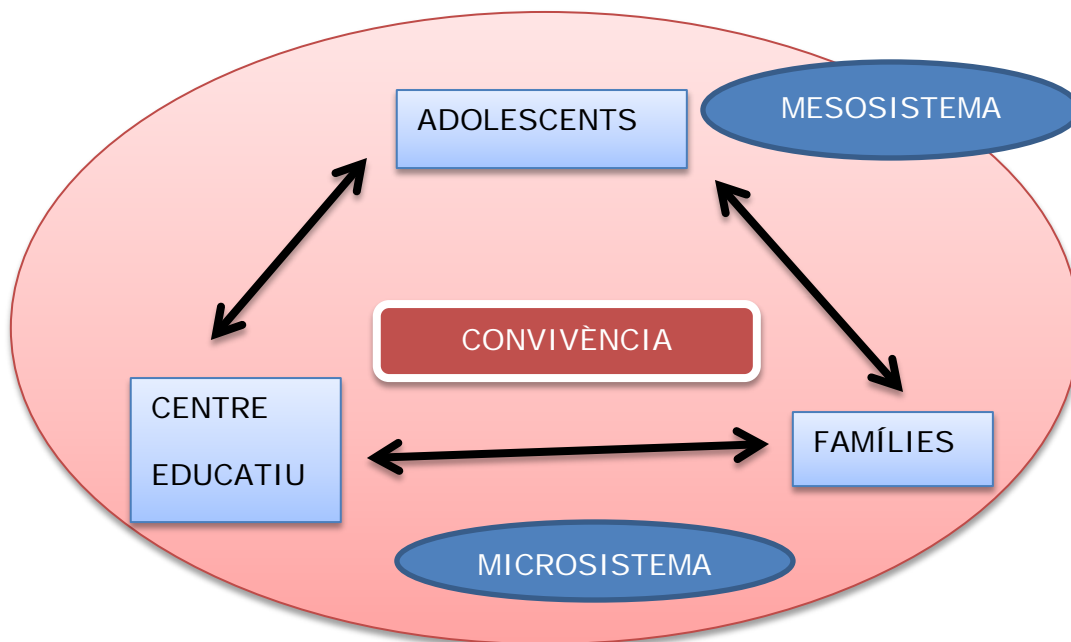 ADOLESCENTS
MESOSISTEMA
CONVIVÈNCIA
CENTRE
EDUCATIU
FAMÍLIES
MICROSISTEMA